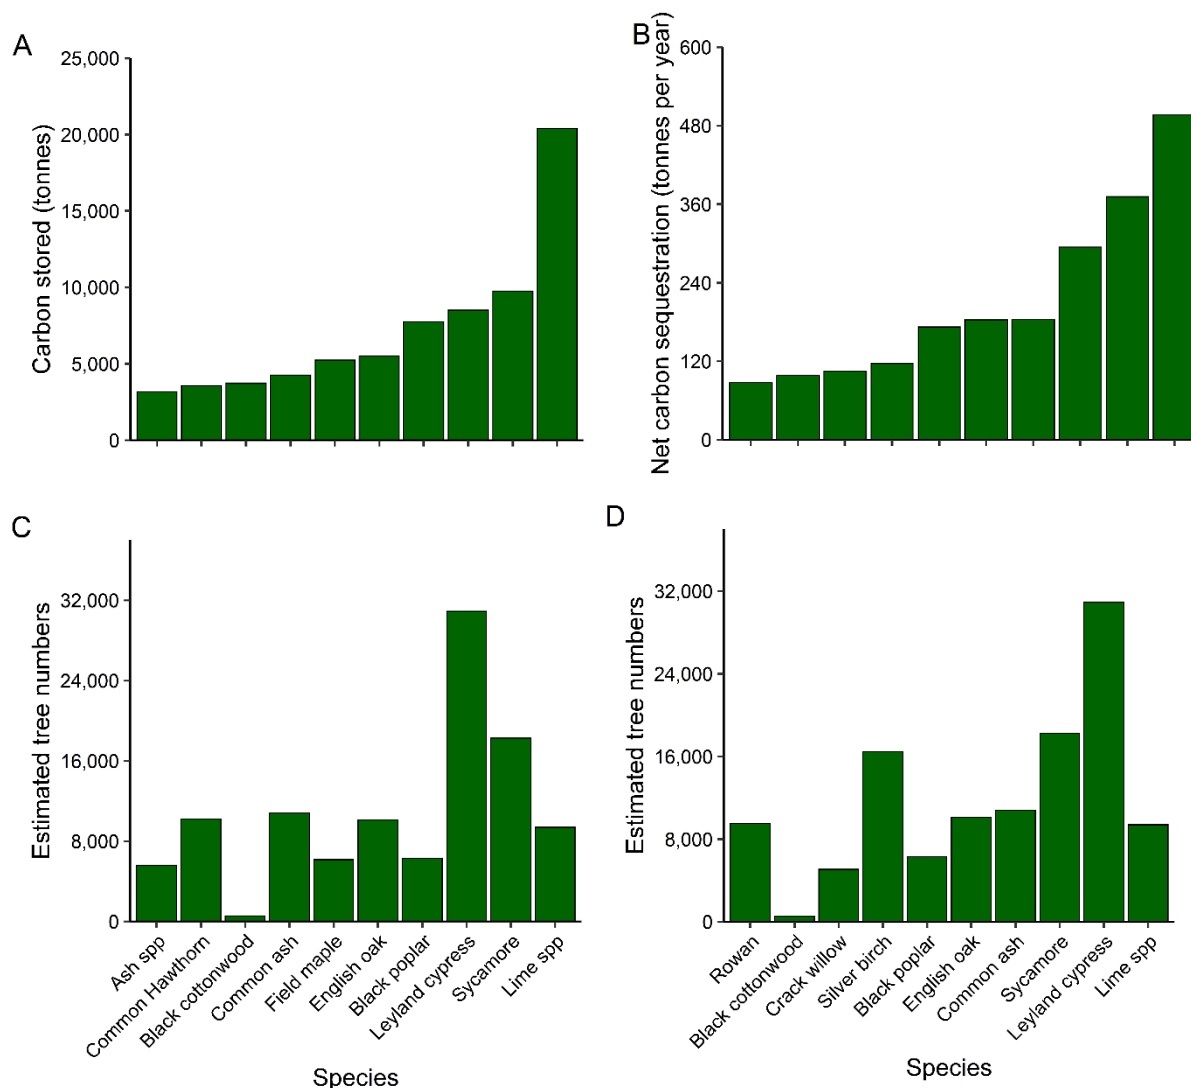 A
Carbon stored (tonnes)
25,000
20,000
15,000
10,000
5,000
0
B
Net carbon sequestration (tonnes per year)
600
480
360
240
120
0
C
Estimated tree numbers
32,000
24,000
16,000
8,000
0
Ash spp
Common Hawthorn
Black cottonwood
Common ash
Field maple
English oak
Black poplar
Leyland cypress
Sycamore
Lime spp
Species
D
Estimated tree numbers
32,000
24,000
16,000
8,000
0
Rowan
Black cottonwood
Crack willow
Silver birch
Black poplar
English oak
Common ash
Sycamore
Leyland cypress
Lime spp
Species